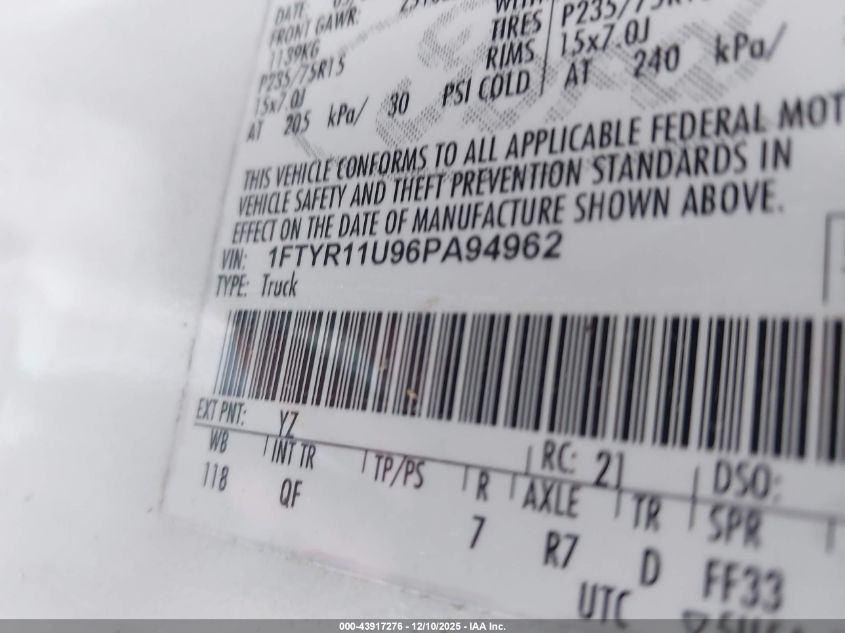 DATE:
FRONT GAWR:
1139KG
P235/75R15
15x7.0J
AT 205 kPa/ 30 PSI COLD
WITH
TIRES P235/75R15
RIMS 15x7.0J
AT 240 kPa/
THIS VEHICLE CONFORMS TO ALL APPLICABLE FEDERAL MOT
VEHICLE SAFETY AND THEFT PREVENTION STANDARDS IN
EFFECT ON THE DATE OF MANUFACTURE SHOWN ABOVE.
VIN: 1FTYR11U96PA94962
TYPE: Truck
EXT PNT: YZ RC: 21 DSO:
WB INT TR TP/PS R AXLE TR SPR
118 QF 7 R7 D FF33
UTC
000-43917276 - 12/10/2025 - IAA Inc.